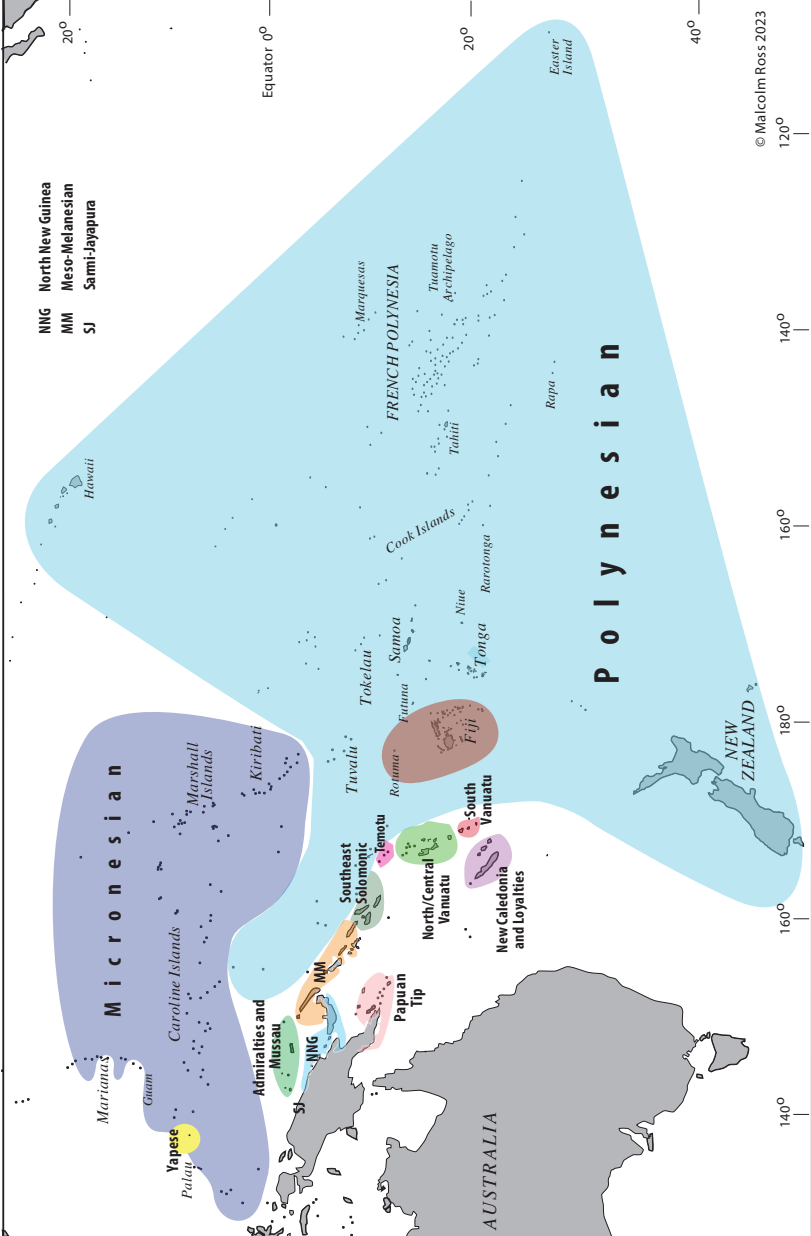 NNG North New Guinea
MM Meso-Melanesian
SJ Sarmi-Jayapura
20°
Hawaii
Marianas
Micronesian
Guam
Yapese
Palau
Caroline Islands
Marshall
Islands
Kiribati
Equator 0°
Admiralties and
Mussau
SJ
NNG
MM
Southeast
Solomonic
Temotu
Tuvalu
Tokelau
Marquesas
Papuan
Tip
Rotuma
Futuna
Samoa
FRENCH POLYNESIA
Cook Islands
Tuamotu
Archipelago
North/Central
Vanuatu
Fiji
Tonga
Niue
Tahiti
20°
South
Vanuatu
Rarotonga
AUSTRALIA
New Caledonia
and Loyalties
Rapa
Easter
Island
Polynesian
40°
NEW
ZEALAND
© Malcolm Ross 2023
140° 160° 180° 160° 140° 120°